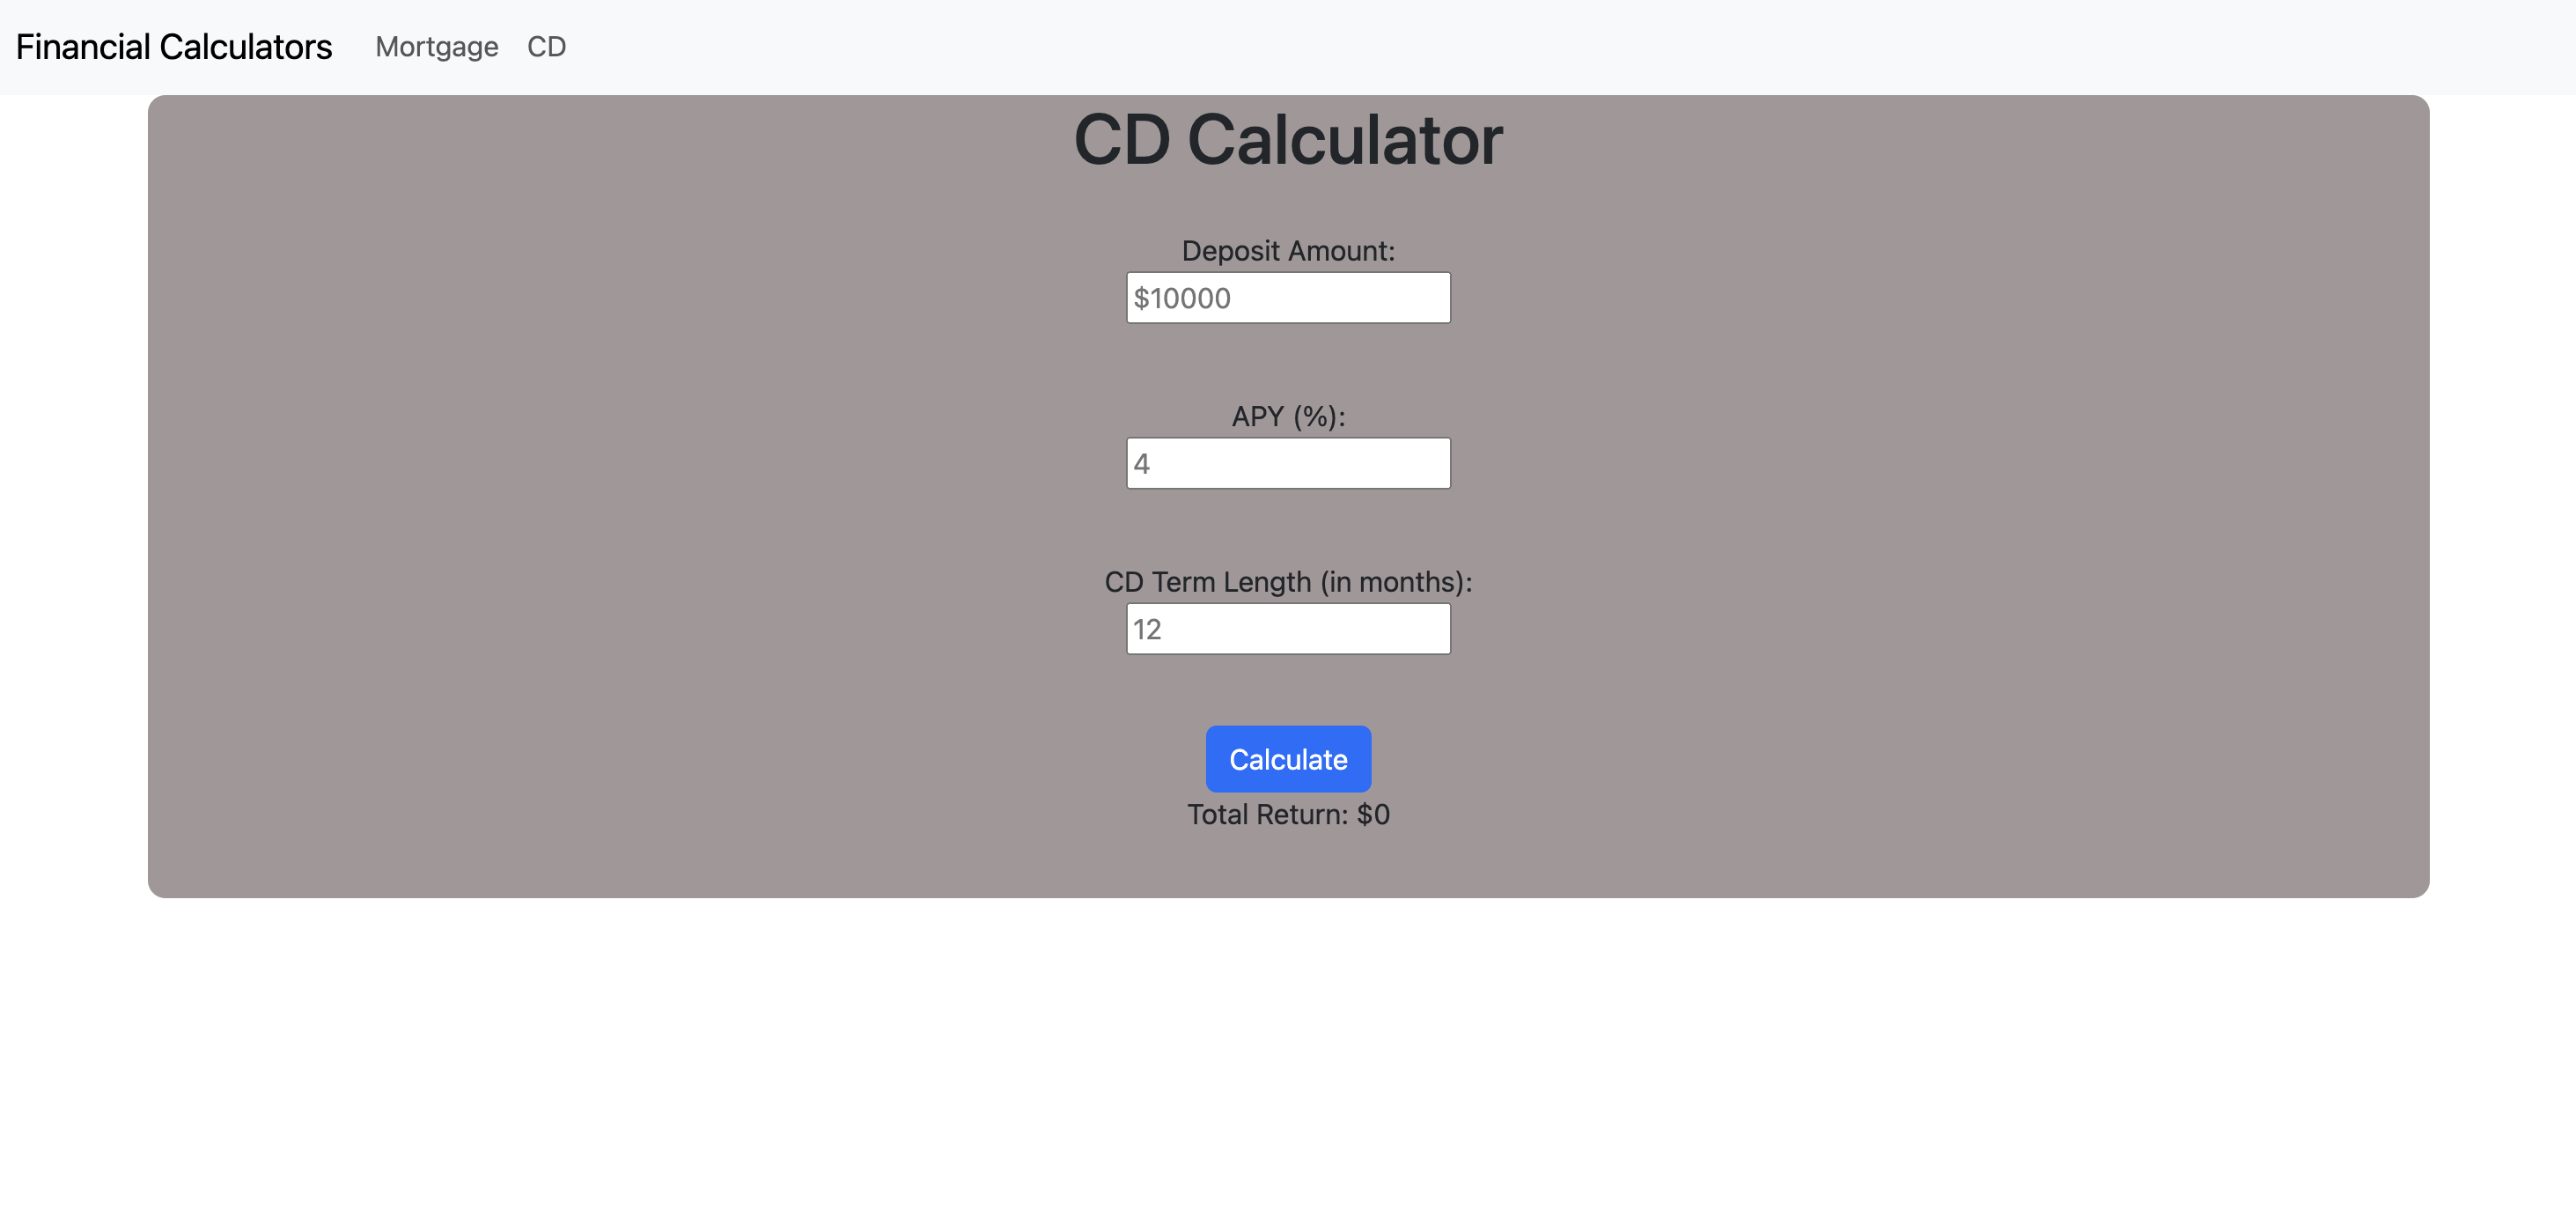 Financial Calculators Mortgage CD
CD Calculator
Deposit Amount:
$10000
APY (%):
4
CD Term Length (in months):
12
Calculate
Total Return: $0